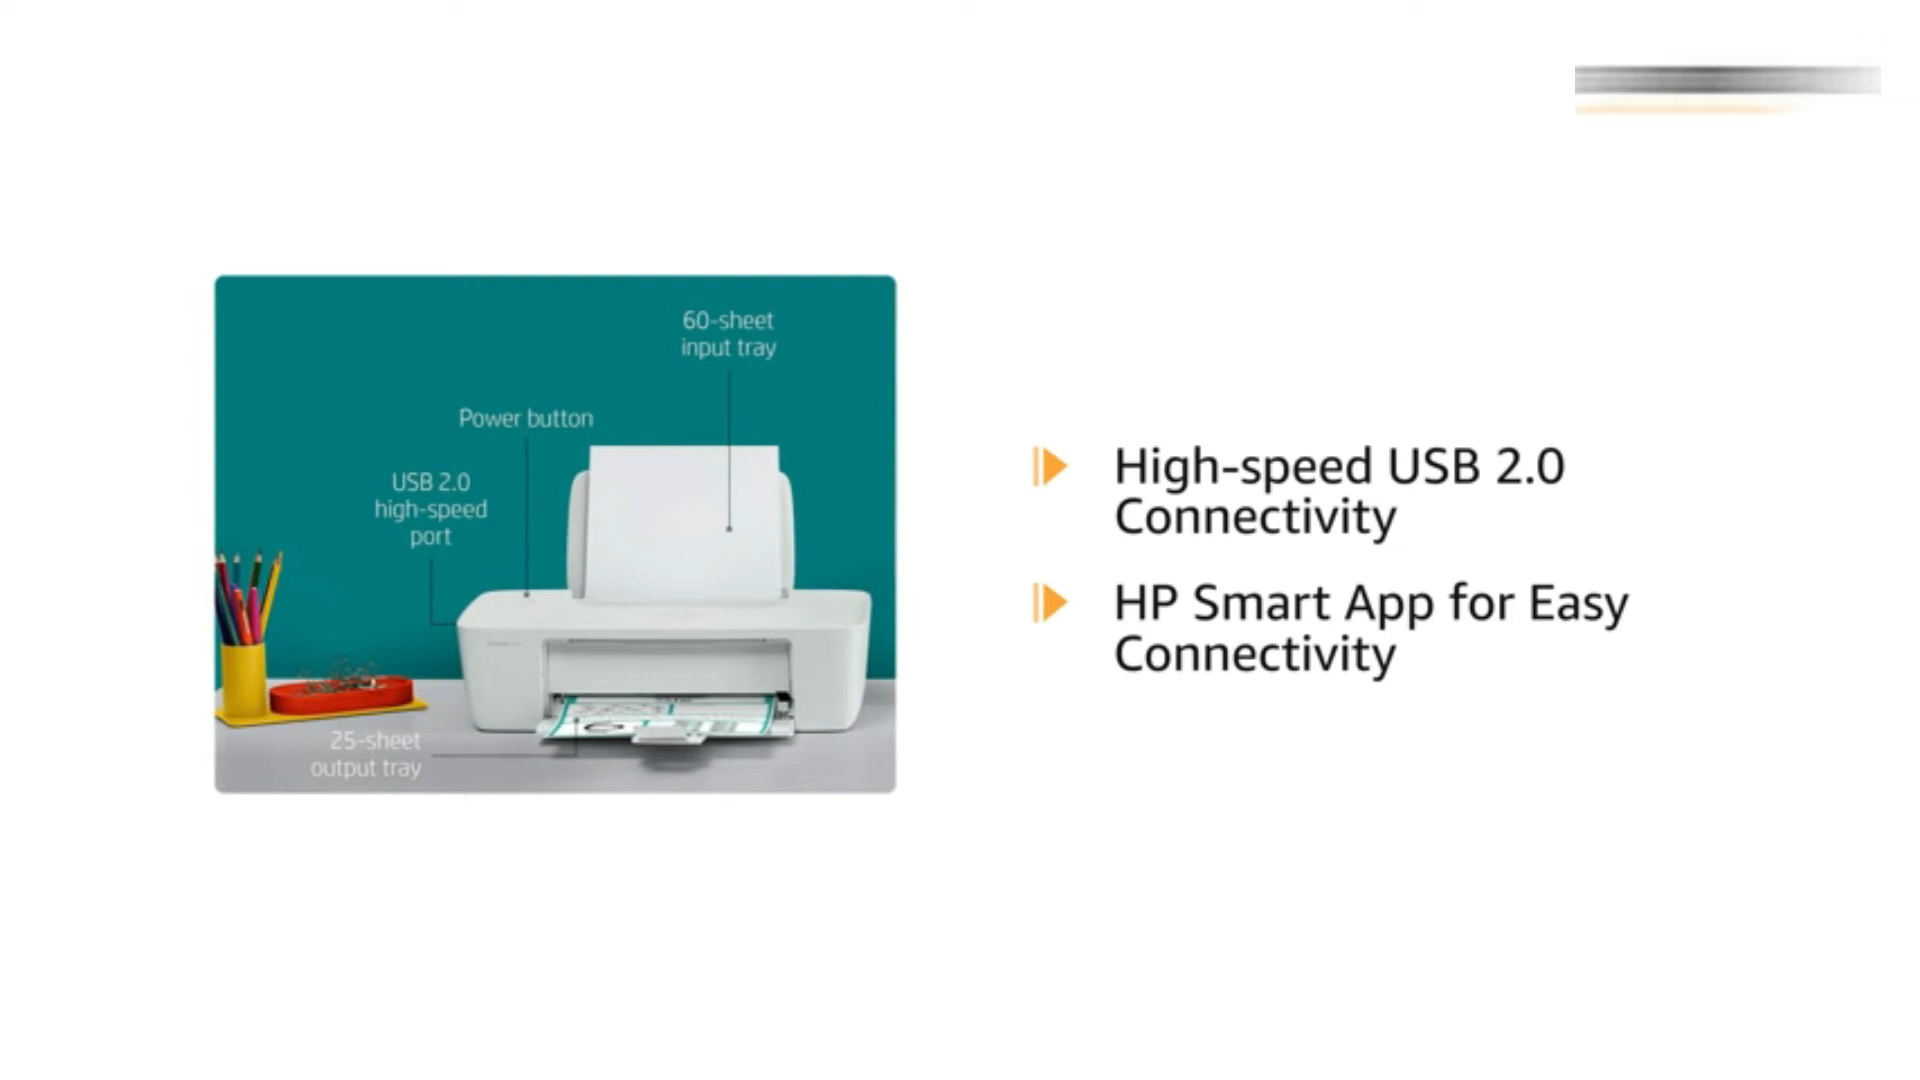 60-sheet
input tray
Power button
USB 2.0
high-speed
port
25-sheet
output tray
High-speed USB 2.0
Connectivity
HP Smart App for Easy
Connectivity